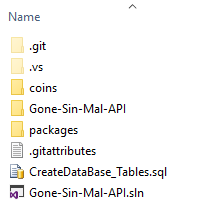 Name
.git
.vs
coins
Gone-Sin-Mal-API
packages
.gitattributes
CreateDataBase_Tables.sql
Gone-Sin-Mal-API.sln